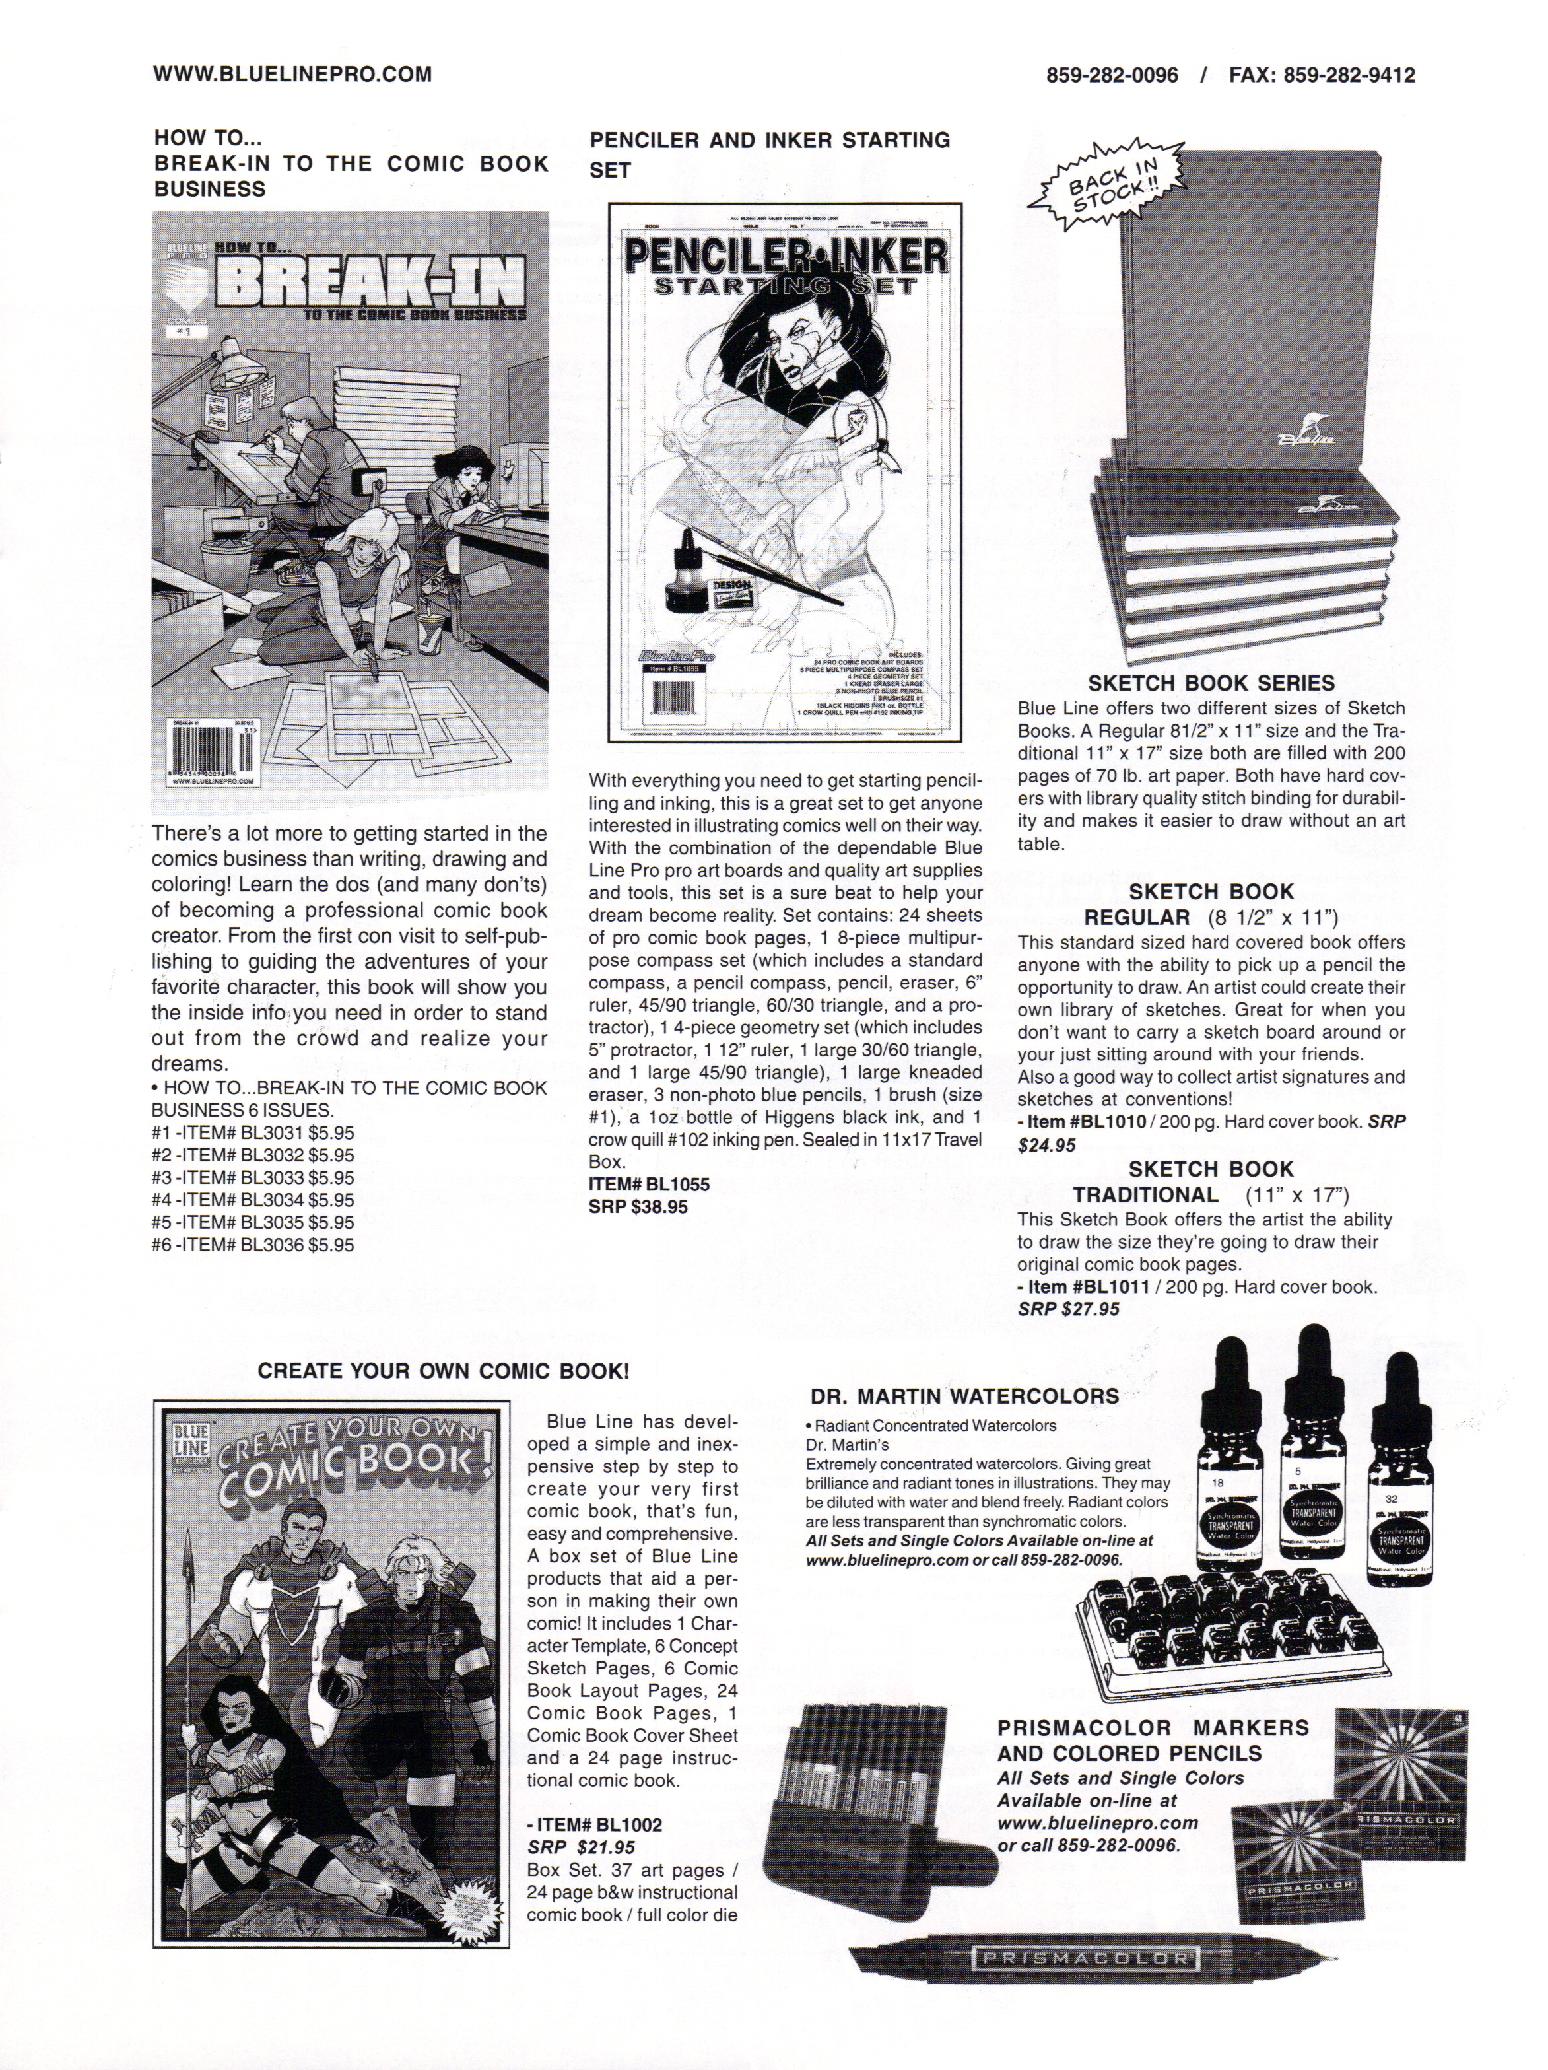 WWW.BLUELINEPRO.COM
859-282-0096 / FAX: 859-282-9412
HOW TO...
BREAK-IN TO THE COMIC BOOK
BUSINESS
BLUE LINE
HOW TO...
BREAK-IN
TO THE COMIC BOOK BUSINESS
WWW.BLUELINEPRO.COM
There's a lot more to getting started in the
comics business than writing, drawing and
coloring! Learn the dos (and many don'ts)
of becoming a professional comic book
creator. From the first con visit to self-pub-
lishing to guiding the adventures of your
favorite character, this book will show you
the inside info you need in order to stand
out from the crowd and realize your
dreams.
• HOW TO...BREAK-IN TO THE COMIC BOOK
BUSINESS 6 ISSUES.
#1 -ITEM# BL3031 $5.95
#2 -ITEM# BL3032 $5.95
#3 -ITEM# BL3033 $5.95
#4 -ITEM# BL3034 $5.95
#5 -ITEM# BL3035 $5.95
#6 -ITEM# BL3036 $5.95
PENCILER AND INKER STARTING
SET
PENCILER•INKER
STARTING SET
DESIGN
Blue Line Pro
Item # BL1055
INCLUDES:
24 PRO COMIC BOOK ART BOARDS
8 PIECE MULTIPURPOSE COMPASS SET
4 PIECE GEOMETRY SET
1 KNEAD ERASER LARGE
3 NON-PHOTO BLUE PENCIL
1 BRUSH(SIZE #1)
1 CROW QUILL PEN with #102 INKING TIP
With everything you need to get starting pencil-
ling and inking, this is a great set to get anyone
interested in illustrating comics well on their way.
With the combination of the dependable Blue
Line Pro pro art boards and quality art supplies
and tools, this set is a sure beat to help your
dream become reality. Set contains: 24 sheets
of pro comic book pages, 1 8-piece multipur-
pose compass set (which includes a standard
compass, a pencil compass, pencil, eraser, 6"
ruler, 45/90 triangle, 60/30 triangle, and a pro-
tractor), 1 4-piece geometry set (which includes
5" protractor, 1 12" ruler, 1 large 30/60 triangle,
and 1 large 45/90 triangle), 1 large kneaded
eraser, 3 non-photo blue pencils, 1 brush (size
#1), a 1oz bottle of Higgens black ink, and 1
crow quill #102 inking pen. Sealed in 11x17 Travel
Box.
ITEM# BL1055
SRP $38.95
BACK IN
STOCK!!
Blue Line
SKETCH BOOK SERIES
Blue Line offers two different sizes of Sketch
Books. A Regular 81/2" x 11" size and the Tra-
ditional 11" x 17" size both are filled with 200
pages of 70 lb. art paper. Both have hard cov-
ers with library quality stitch binding for durabil-
ity and makes it easier to draw without an art
table.
SKETCH BOOK
REGULAR (8 1/2" x 11")
This standard sized hard covered book offers
anyone with the ability to pick up a pencil the
opportunity to draw. An artist could create their
own library of sketches. Great for when you
don't want to carry a sketch board around or
your just sitting around with your friends.
Also a good way to collect artist signatures and
sketches at conventions!
- Item #BL1010 / 200 pg. Hard cover book. SRP
$24.95
SKETCH BOOK
TRADITIONAL (11" x 17")
This Sketch Book offers the artist the ability
to draw the size they're going to draw their
original comic book pages.
- Item #BL1011 / 200 pg. Hard cover book.
SRP $27.95
CREATE YOUR OWN COMIC BOOK!
BLUE
LINE
CREATE YOUR OWN
COMIC BOOK!
Blue Line has devel-
oped a simple and inex-
pensive step by step to
create your very first
comic book, that's fun,
easy and comprehensive.
A box set of Blue Line
products that aid a per-
son in making their own
comic! It includes 1 Char-
acter Template, 6 Concept
Sketch Pages, 6 Comic
Book Layout Pages, 24
Comic Book Pages, 1
Comic Book Cover Sheet
and a 24 page instruc-
tional comic book.
- ITEM# BL1002
SRP $21.95
Box Set. 37 art pages /
24 page b&w instructional
comic book / full color die
DR. MARTIN WATERCOLORS
• Radiant Concentrated Watercolors
Dr. Martin's
Extremely concentrated watercolors. Giving great
brilliance and radiant tones in illustrations. They may
be diluted with water and blend freely. Radiant colors
are less transparent than synchromatic colors.
All Sets and Single Colors Available on-line at
www.bluelinepro.com or call 859-282-0096.
18
Synchromatic
TRANSPARENT
Water Color
5
Synchromatic
TRANSPARENT
Water Color
32
Synchromatic
TRANSPARENT
Water Color
PRISMACOLOR MARKERS
AND COLORED PENCILS
All Sets and Single Colors
Available on-line at
www.bluelinepro.com
or call 859-282-0096.
PRISMACOLOR
PRISMACOLOR
PRISMACOLOR